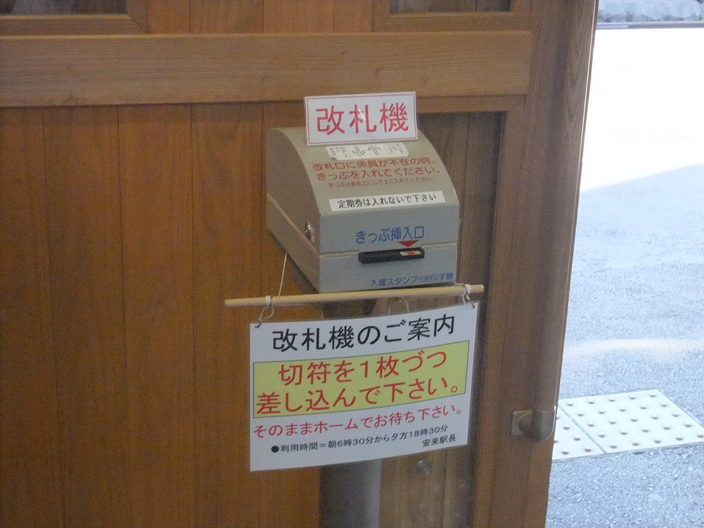 改札機
改札口に係員が不在の時、
きっぷを入れてください。
定期券は入れないで下さい
きっぷ挿入口
入鋏スタンプ
印字機
改札機のご案内
切符を1枚づつ
差し込んで下さい。
そのままホームでお待ち下さい。
●利用時間=朝6時30分から夕方18時30分
安来駅長